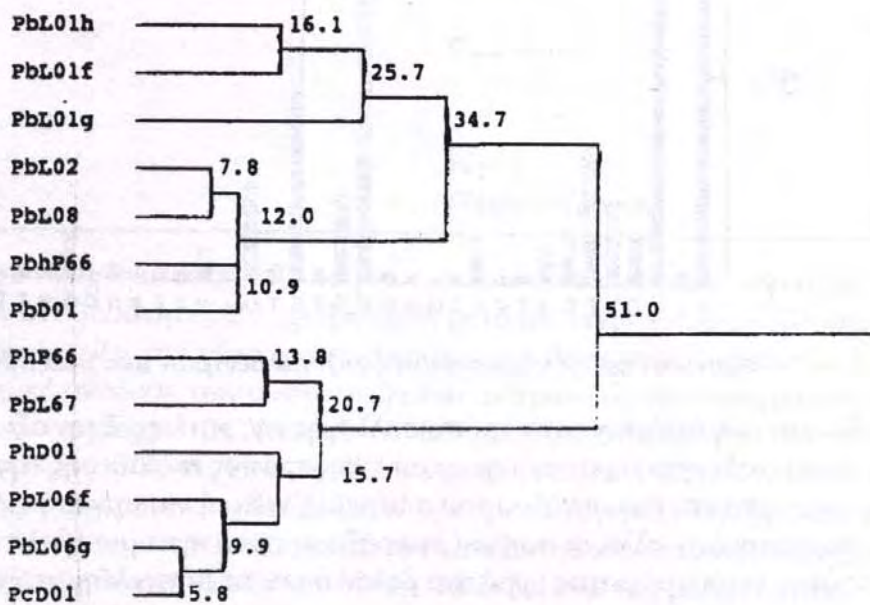 PbL01h
16.1
PbL01f
25.7
PbL01g
34.7
PbL02
7.8
PbL08
12.0
PbhP66
10.9
PbD01
51.0
PhP66
13.8
PbL67
20.7
PhD01
15.7
PbL06f
9.9
PbL06g
PcD01
5.8